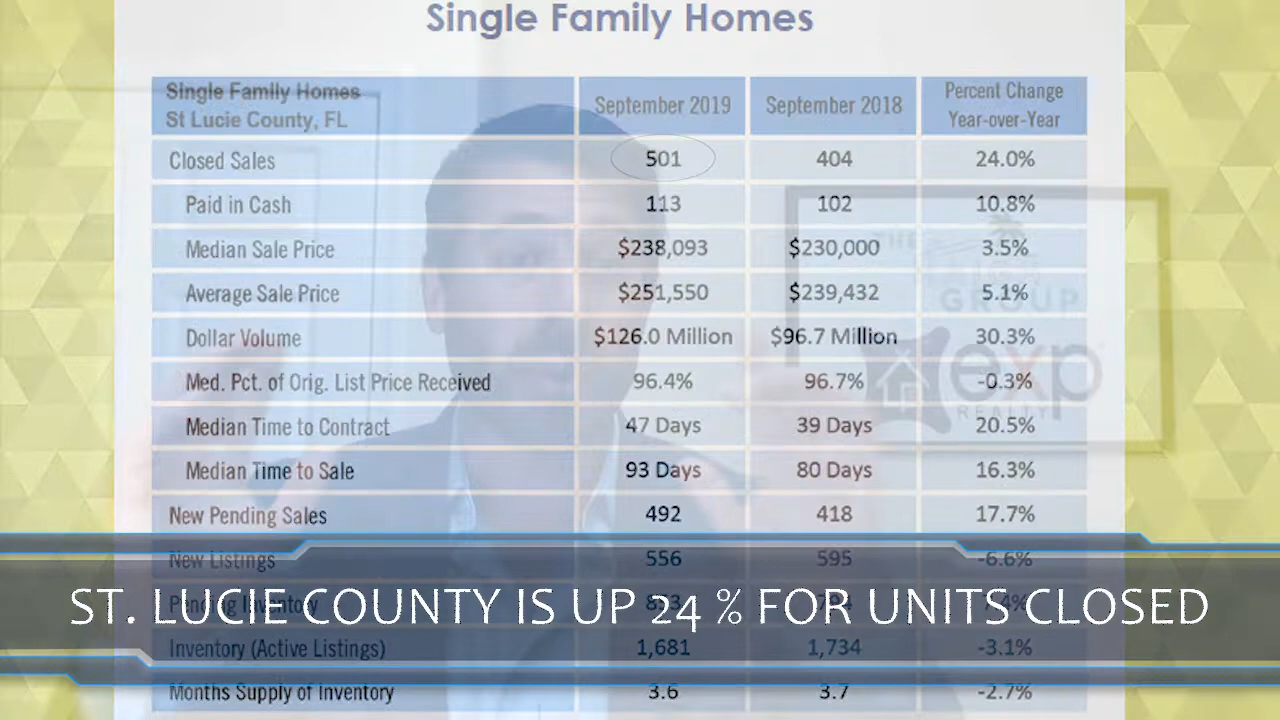 Single Family Homes
Single Family Homes
St Lucie County, FL
September 2019
September 2018
Percent Change
Year-over-Year
Closed Sales 501 404 24.0%
Paid in Cash 113 102 10.8%
Median Sale Price $238,093 $230,000 3.5%
Average Sale Price $251,550 $239,432 5.1%
Dollar Volume $126.0 Million $96.7 Million 30.3%
Med. Pct. of Orig. List Price Received 96.4% 96.7% -0.3%
Median Time to Contract 47 Days 39 Days 20.5%
Median Time to Sale 93 Days 80 Days 16.3%
New Pending Sales 492 418 17.7%
New Listings 556 595 -6.6%
Pending Inventory
ST. LUCIE COUNTY IS UP 24 % FOR UNITS CLOSED
Inventory (Active Listings) 1,681 1,734 -3.1%
Months Supply of Inventory 3.6 3.7 -2.7%
THE
GROUP
exp
REALTY